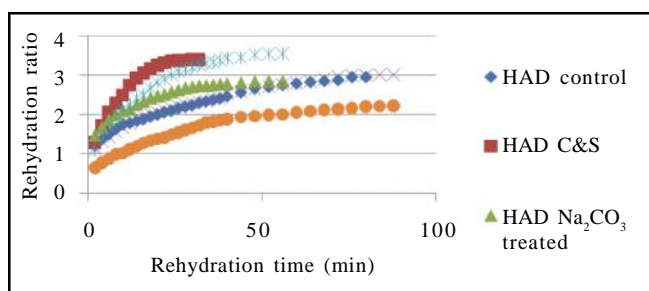 Rehydration ratio
4
3
2
1
0
0 50 100
Rehydration time (min)
HAD control
HAD C&S
HAD Na₂CO₃
treated